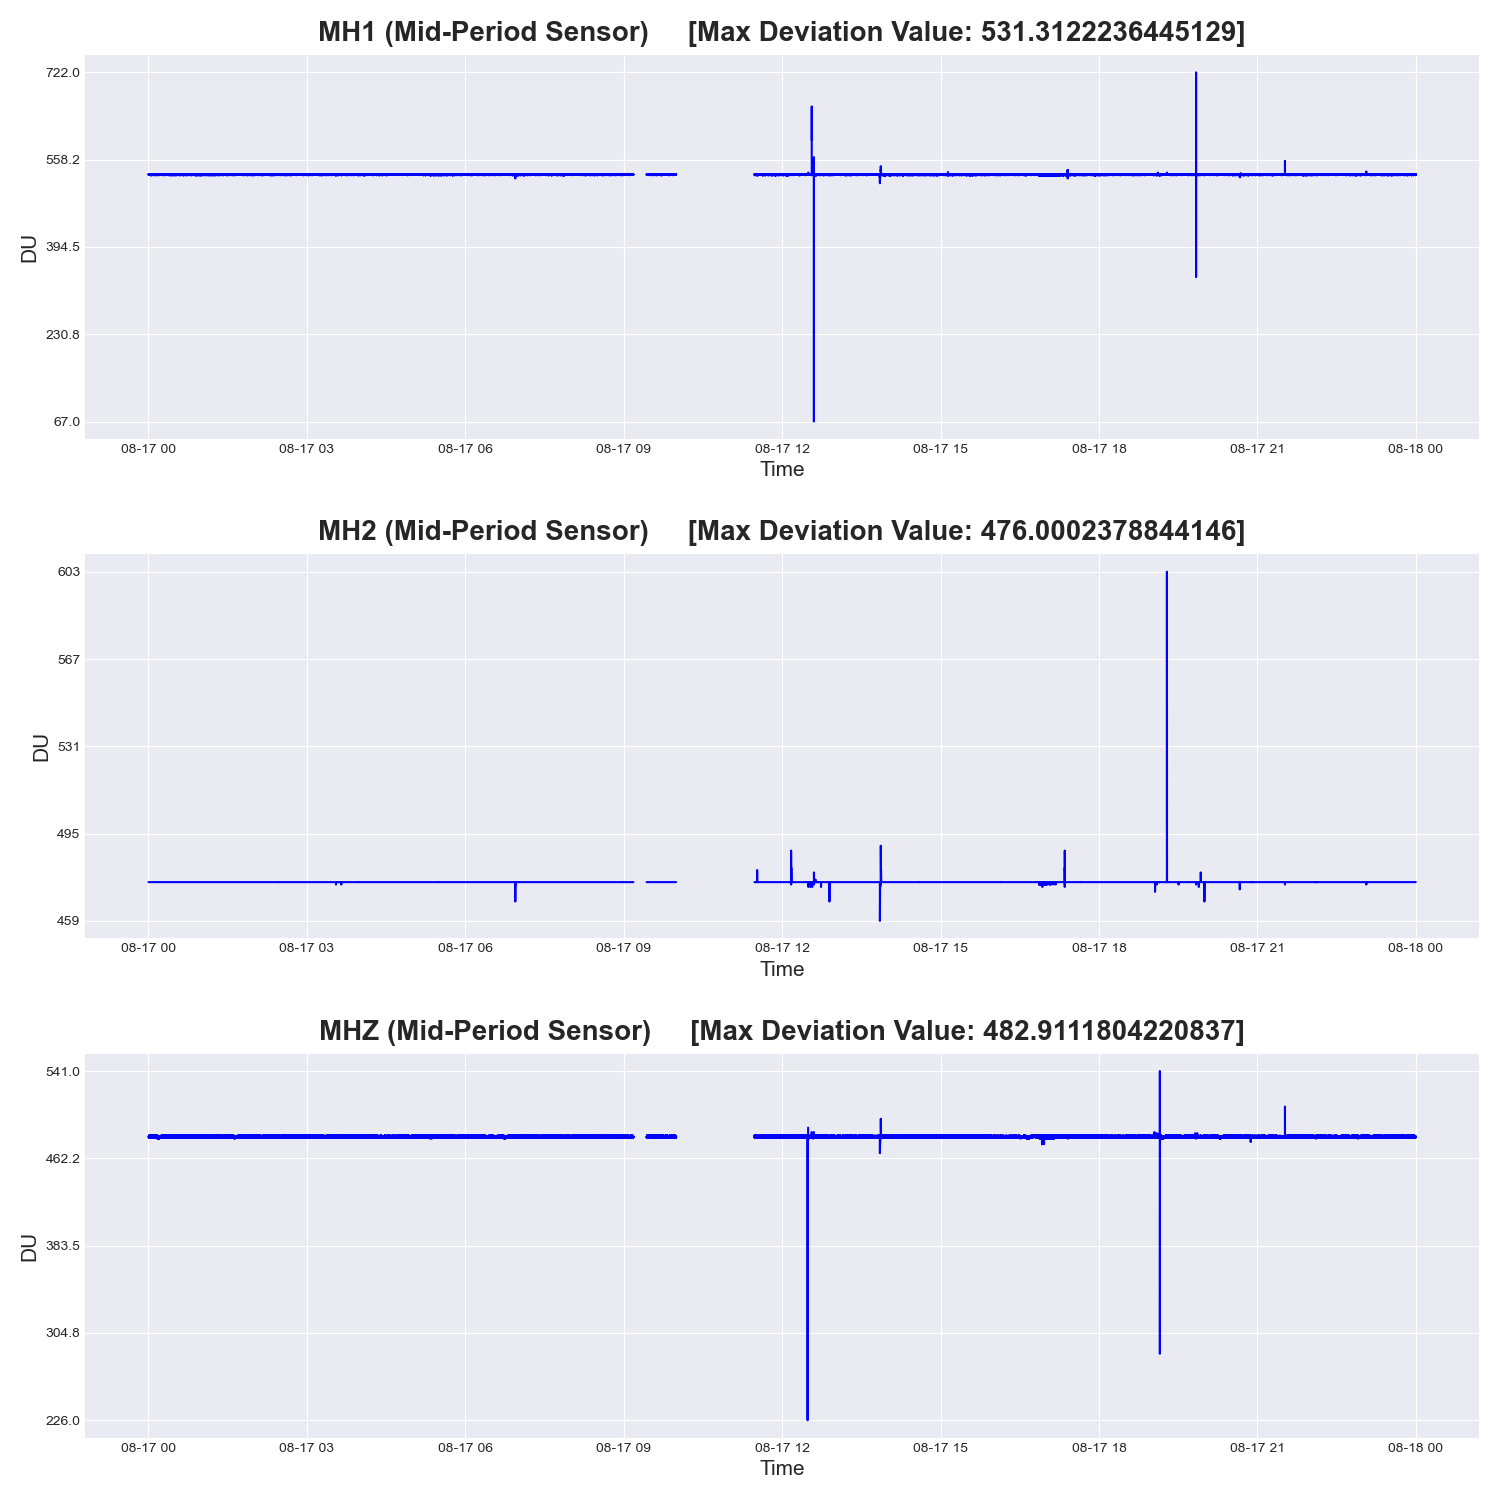 MH1 (Mid-Period Sensor) [Max Deviation Value: 531.3122236445129]
722.0
558.2
394.5
230.8
67.0
DU
08-17 00 08-17 03 08-17 06 08-17 09 08-17 12 08-17 15 08-17 18 08-17 21 08-18 00
Time
MH2 (Mid-Period Sensor) [Max Deviation Value: 476.0002378844146]
603
567
531
495
459
DU
08-17 00 08-17 03 08-17 06 08-17 09 08-17 12 08-17 15 08-17 18 08-17 21 08-18 00
Time
MHZ (Mid-Period Sensor) [Max Deviation Value: 482.9111804220837]
541.0
462.2
383.5
304.8
226.0
DU
08-17 00 08-17 03 08-17 06 08-17 09 08-17 12 08-17 15 08-17 18 08-17 21 08-18 00
Time